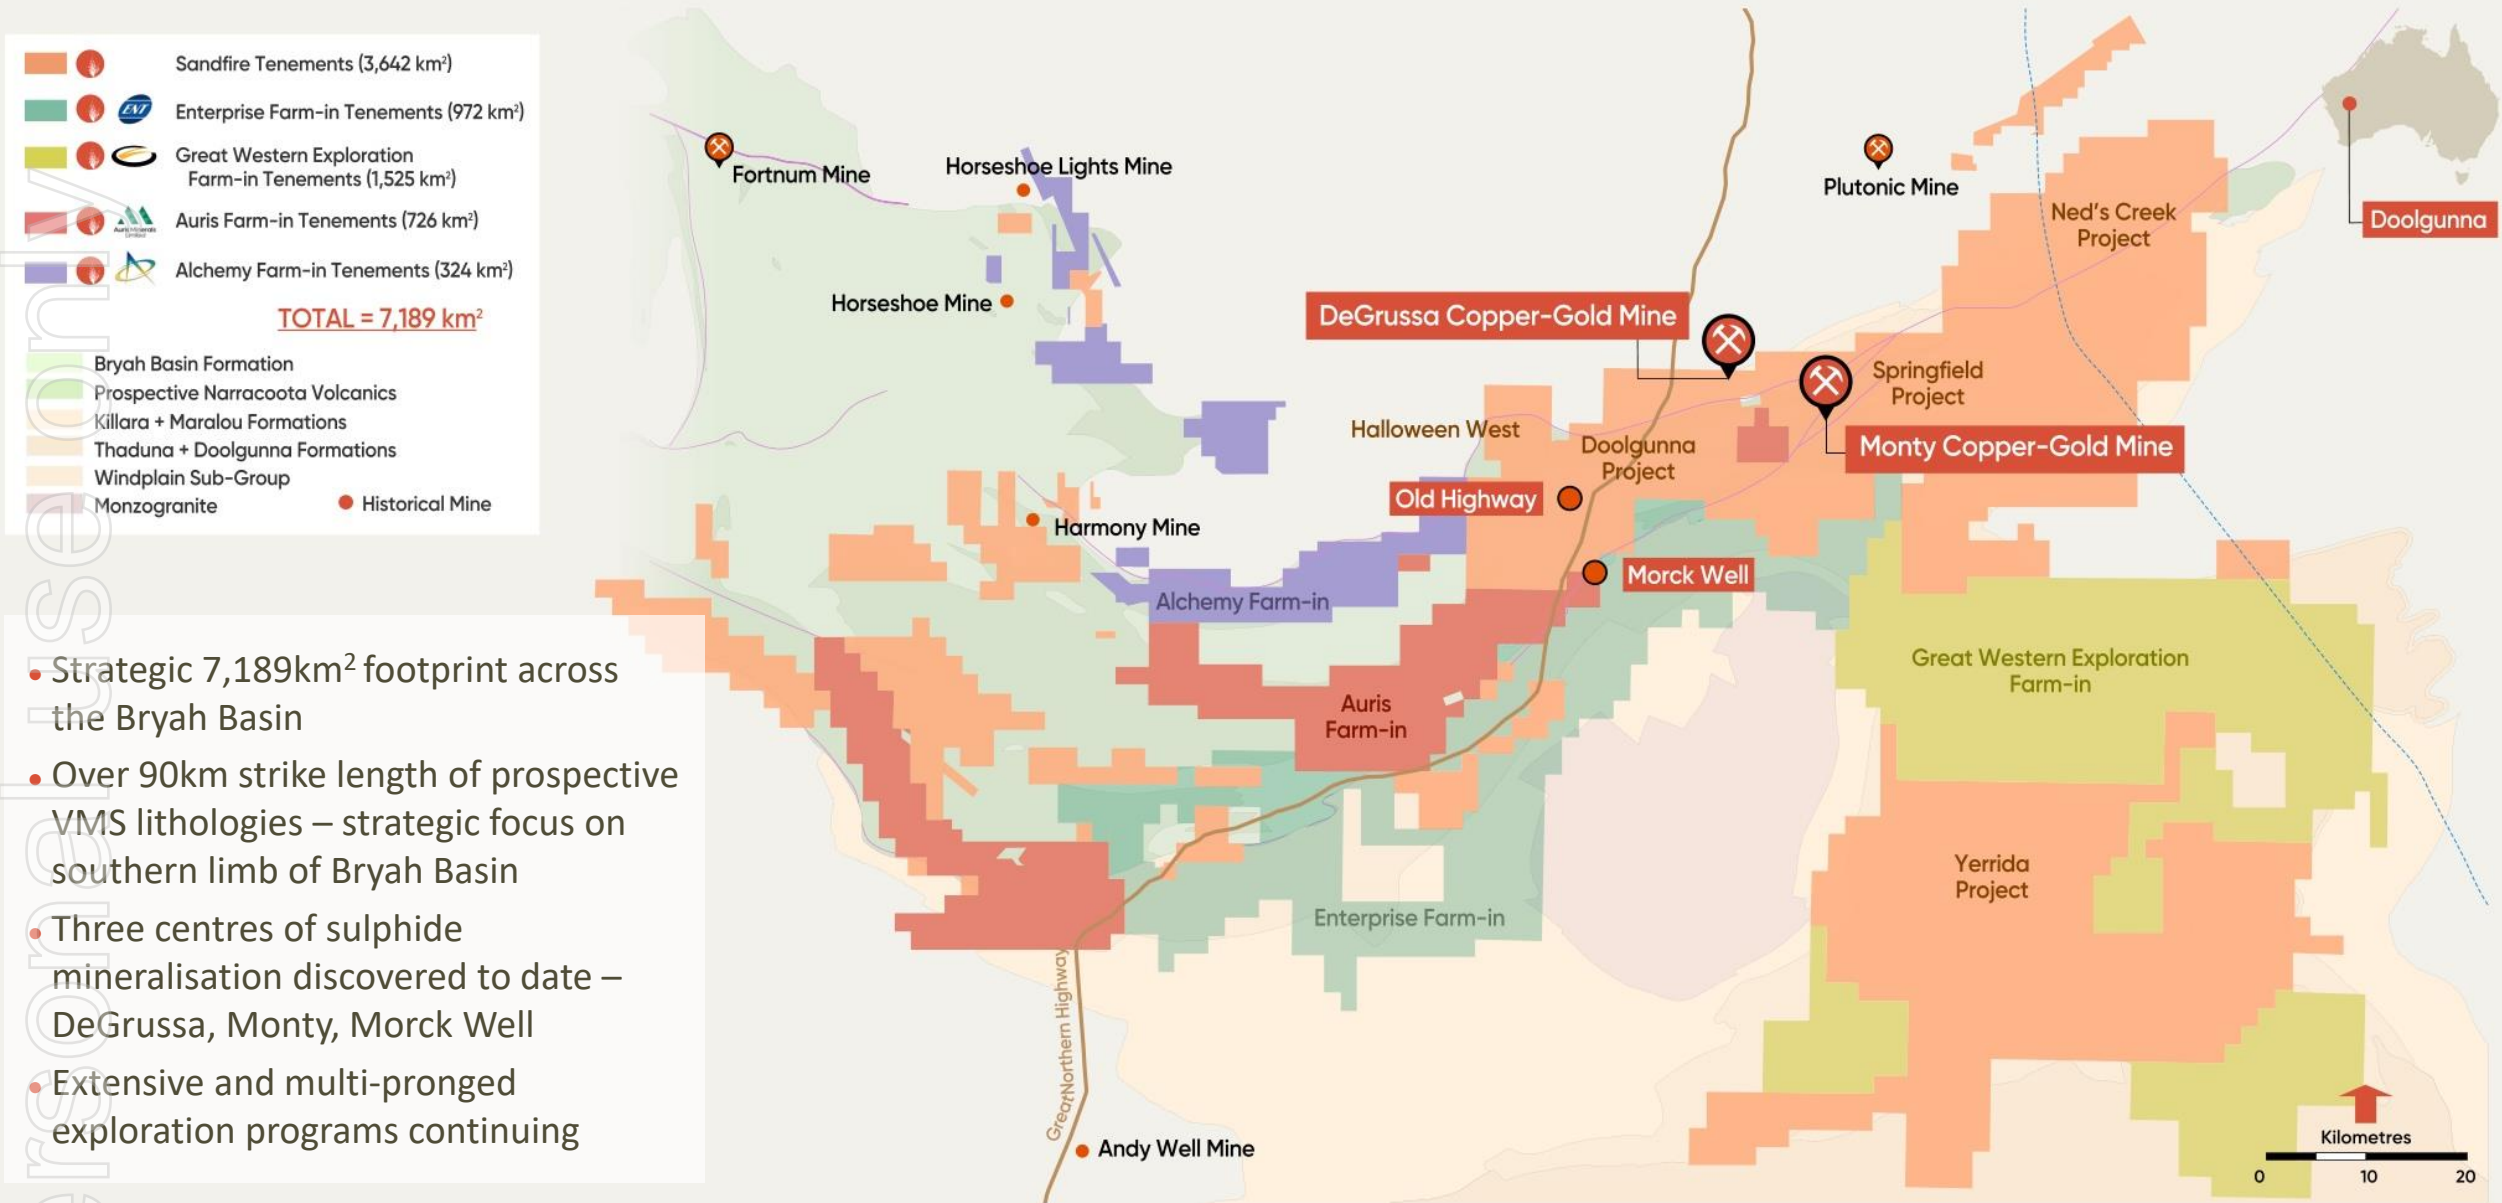 Sandfire Tenements (3,642 km²)
ENT
Enterprise Farm-in Tenements (972 km²)
Great Western Exploration
Farm-in Tenements (1,525 km²)
Auris Minerals
Limited
Auris Farm-in Tenements (726 km²)
Alchemy Farm-in Tenements (324 km²)
TOTAL = 7,189 km²
Bryah Basin Formation
Prospective Narracoota Volcanics
Killara + Maralou Formations
Thaduna + Doolgunna Formations
Windplain Sub-Group
Monzogranite
Historical Mine
• Strategic 7,189km² footprint across
the Bryah Basin
• Over 90km strike length of prospective
VMS lithologies – strategic focus on
southern limb of Bryah Basin
• Three centres of sulphide
mineralisation discovered to date –
DeGrussa, Monty, Morck Well
• Extensive and multi-pronged
exploration programs continuing
ersonal use only
Fortnum Mine
Horseshoe Lights Mine
Horseshoe Mine
Plutonic Mine
Ned's Creek
Project
Doolgunna
DeGrussa Copper-Gold Mine
Springfield
Project
Halloween West
Doolgunna
Project
Monty Copper-Gold Mine
Old Highway
Harmony Mine
Morck Well
Alchemy Farm-in
Great Western Exploration
Farm-in
Auris
Farm-in
Yerrida
Project
Enterprise Farm-in
Great Northern Highway
Andy Well Mine
Kilometres
0 10 20